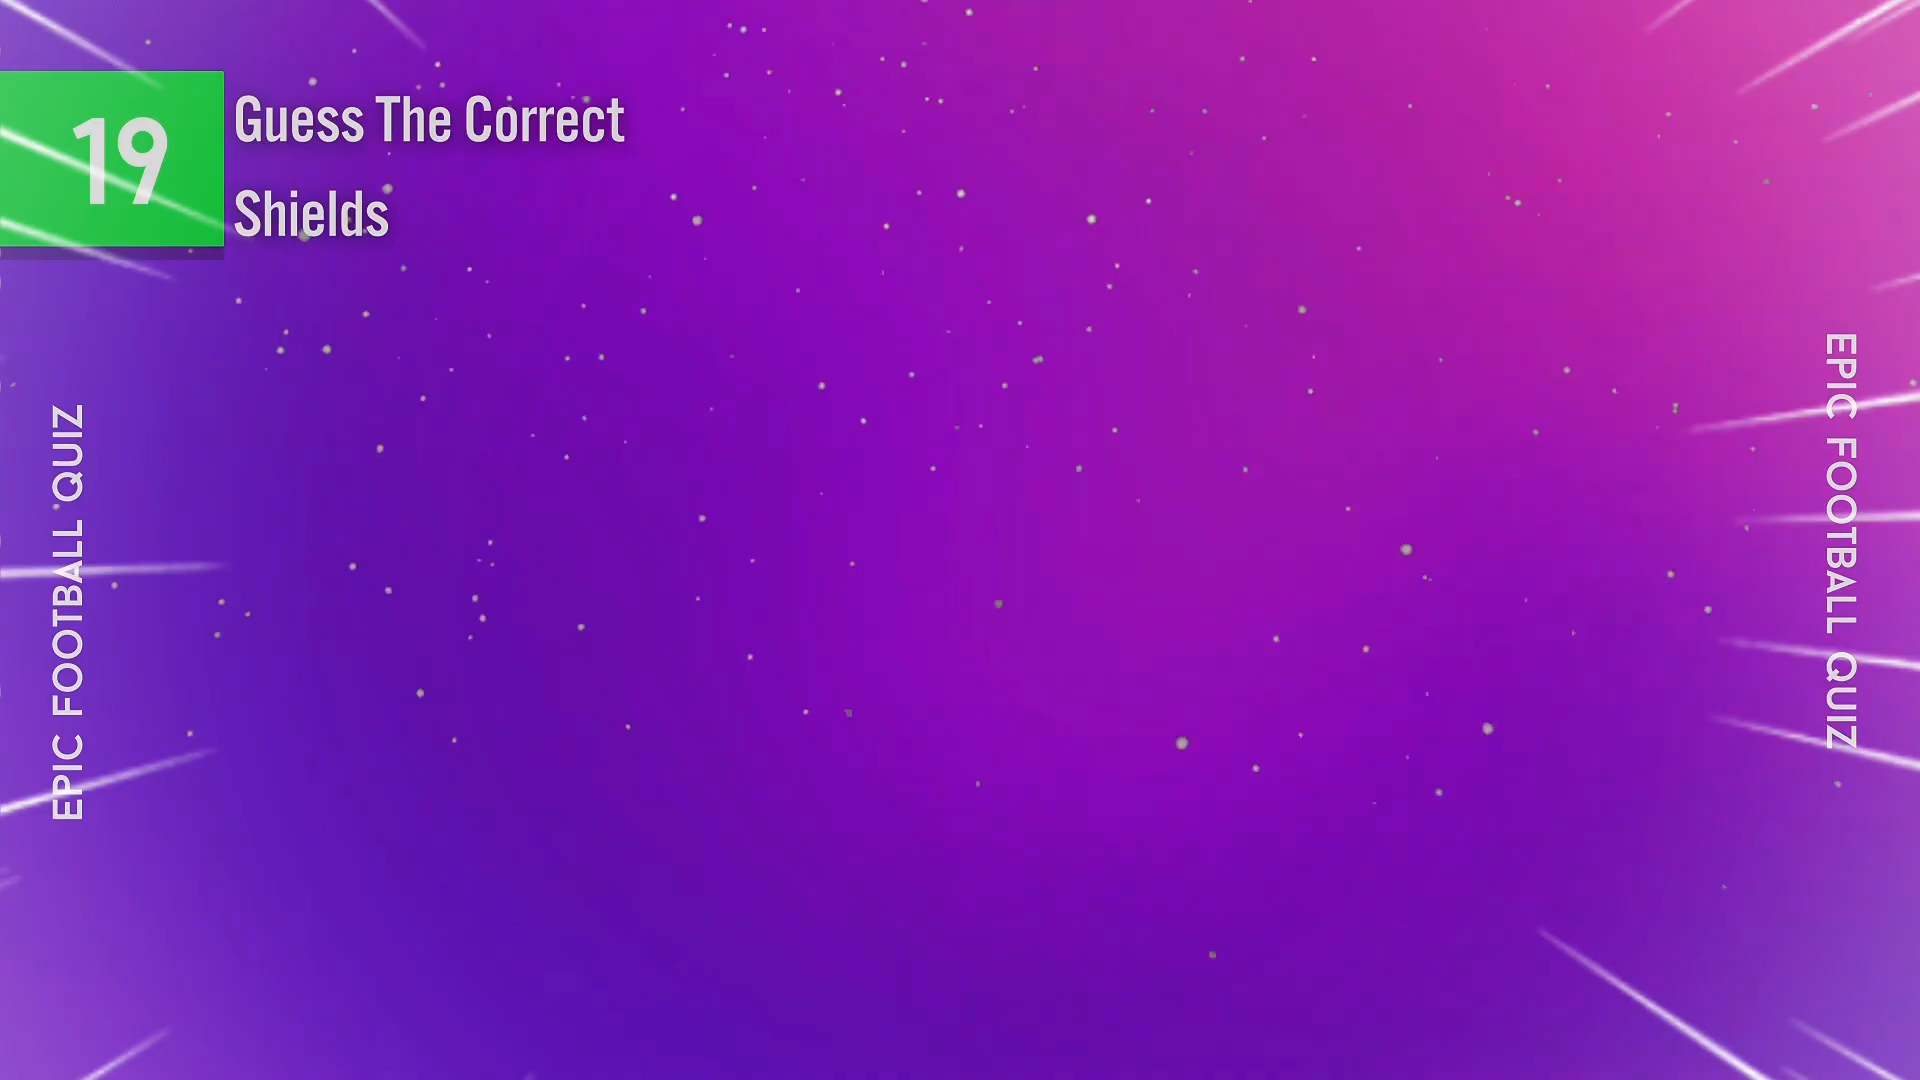 19
Guess The Correct
Shields
EPIC FOOTBALL QUIZ
EPIC FOOTBALL QUIZ